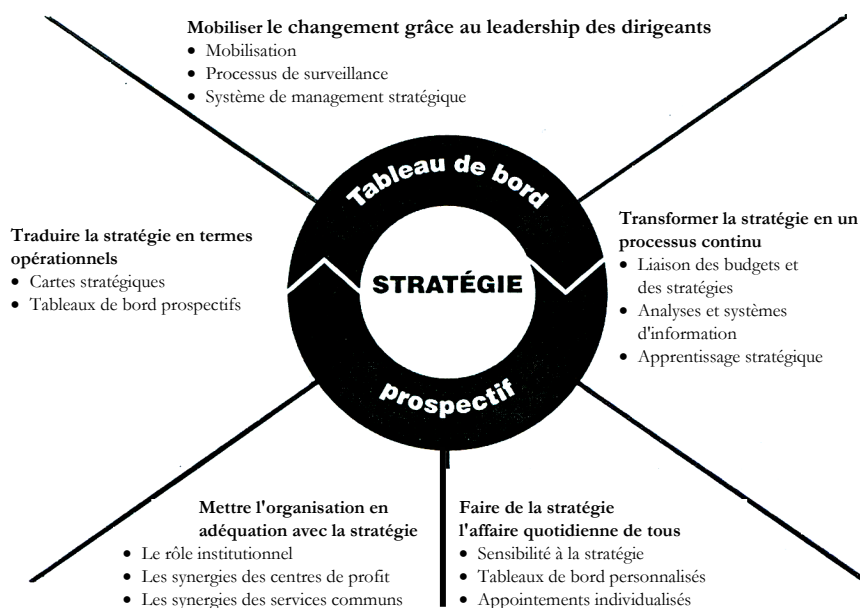 Mobiliser le changement grâce au leadership des dirigeants
• Mobilisation
• Processus de surveillance
• Système de management stratégique
Tableau de bord
STRATÉGIE
prospectif
Traduire la stratégie en termes
opérationnels
• Cartes stratégiques
• Tableaux de bord prospectifs
Transformer la stratégie en un
processus continu
• Liaison des budgets et
des stratégies
• Analyses et systèmes
d'information
• Apprentissage stratégique
Mettre l'organisation en
adéquation avec la stratégie
• Le rôle institutionnel
• Les synergies des centres de profit
• Les synergies des services communs
Faire de la stratégie
l'affaire quotidienne de tous
• Sensibilité à la stratégie
• Tableaux de bord personnalisés
• Appointements individualisés